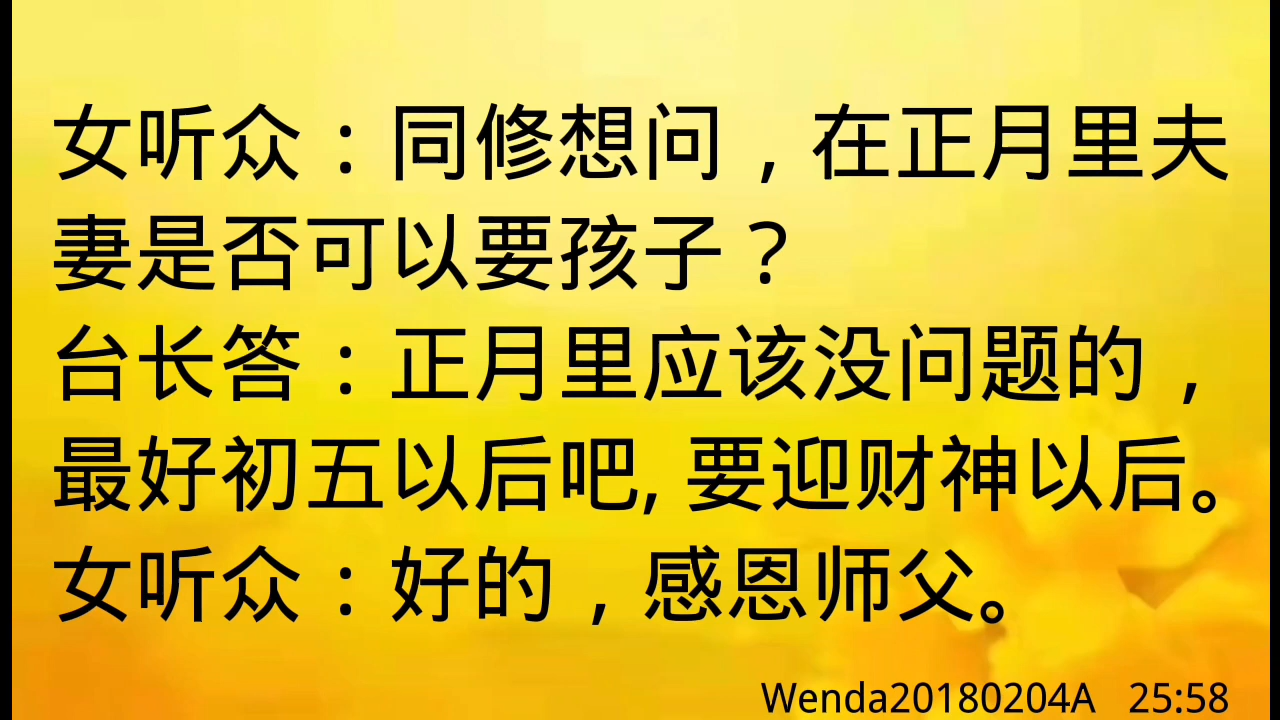 女听众：同修想问，在正月里夫
妻是否可以要孩子？
台长答：正月里应该没问题的，
最好初五以后吧, 要迎财神以后。
女听众：好的，感恩师父。
Wenda20180204A 25:58